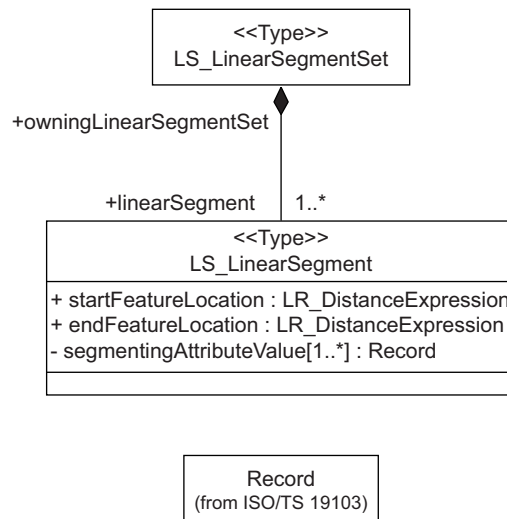 <<Type>>
LS_LinearSegmentSet
+owningLinearSegmentSet
+linearSegment 1..*
<<Type>>
LS_LinearSegment
+ startFeatureLocation : LR_DistanceExpression
+ endFeatureLocation : LR_DistanceExpression
- segmentingAttributeValue[1..*] : Record
Record
(from ISO/TS 19103)